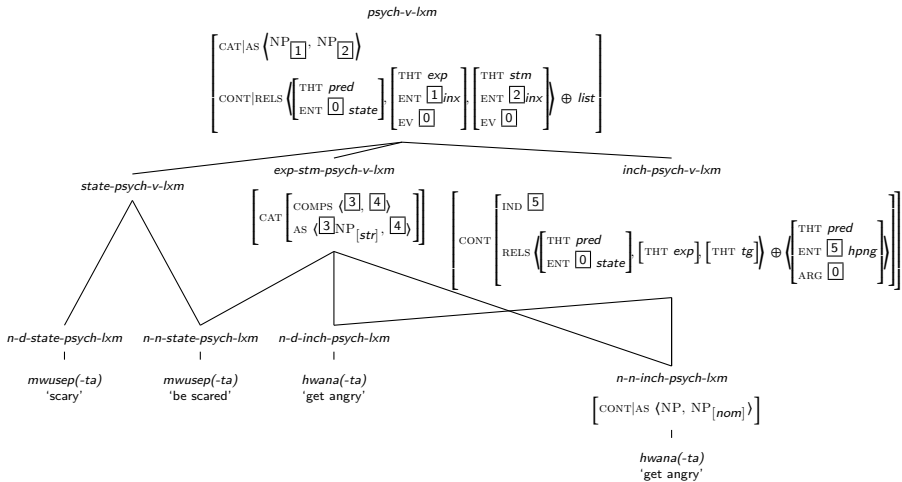 psych-v-lxm
CAT|AS ⟨NP[1], NP[2]⟩
CONT|RELS ⟨[THT pred, ENT [0] state], [THT exp, ENT [1] inx, EV [0]], [THT stm, ENT [2] inx, EV [0]]⟩ ⊕ list
state-psych-v-lxm exp-stm-psych-v-lxm inch-psych-v-lxm
CAT [COMPS ⟨[3], [4]⟩
AS ⟨[3]NP[str], [4]⟩]
CONT [IND [5]
RELS ⟨[THT pred, ENT [0] state], [THT exp], [THT tg]⟩ ⊕ ⟨[THT pred, ENT [5] hpng, ARG [0]]⟩]
n-d-state-psych-lxm n-n-state-psych-lxm n-d-inch-psych-lxm
mwusep(-ta) mwusep(-ta) hwana(-ta)
‘scary’ ‘be scared’ ‘get angry’
n-n-inch-psych-lxm
[CONT|AS ⟨NP, NP[nom]⟩]
hwana(-ta)
‘get angry’